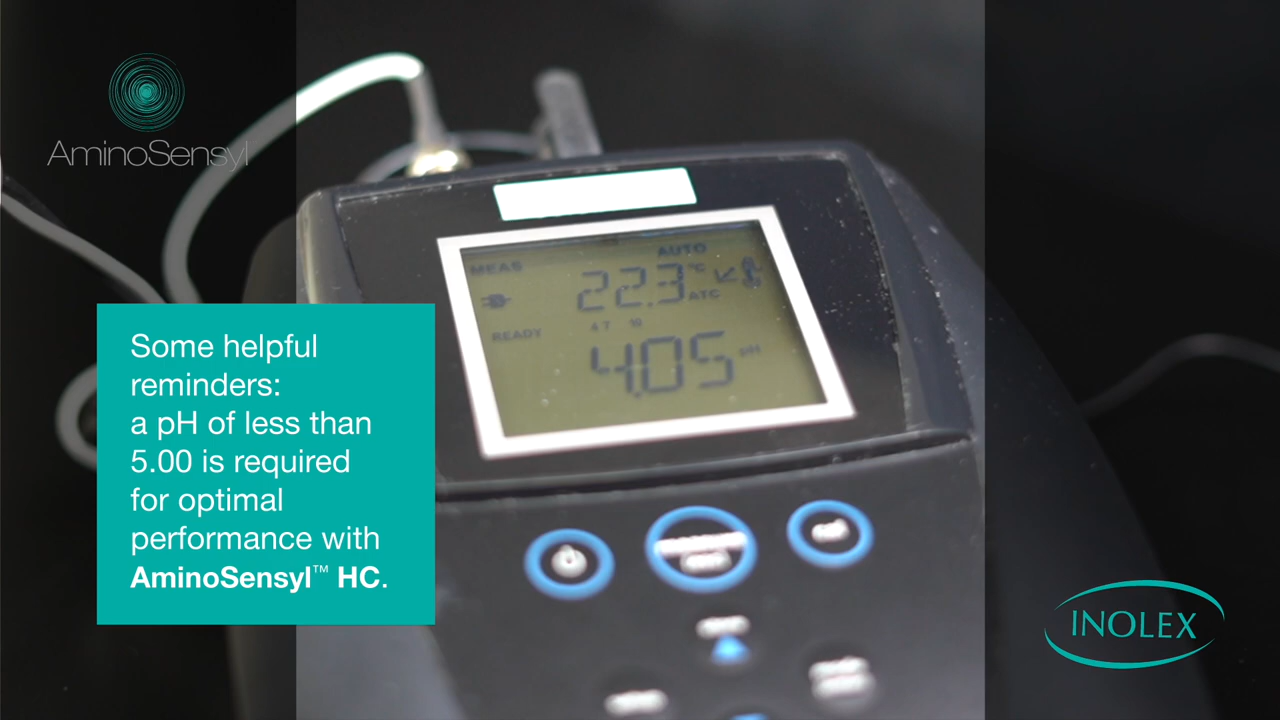 AminoSensyl
AUTO
MEAS
22.3 °C
ATC
READY
4.05 pH
Some helpful
reminders:
a pH of less than
5.00 is required
for optimal
performance with
AminoSensyl™ HC.
INOLEX